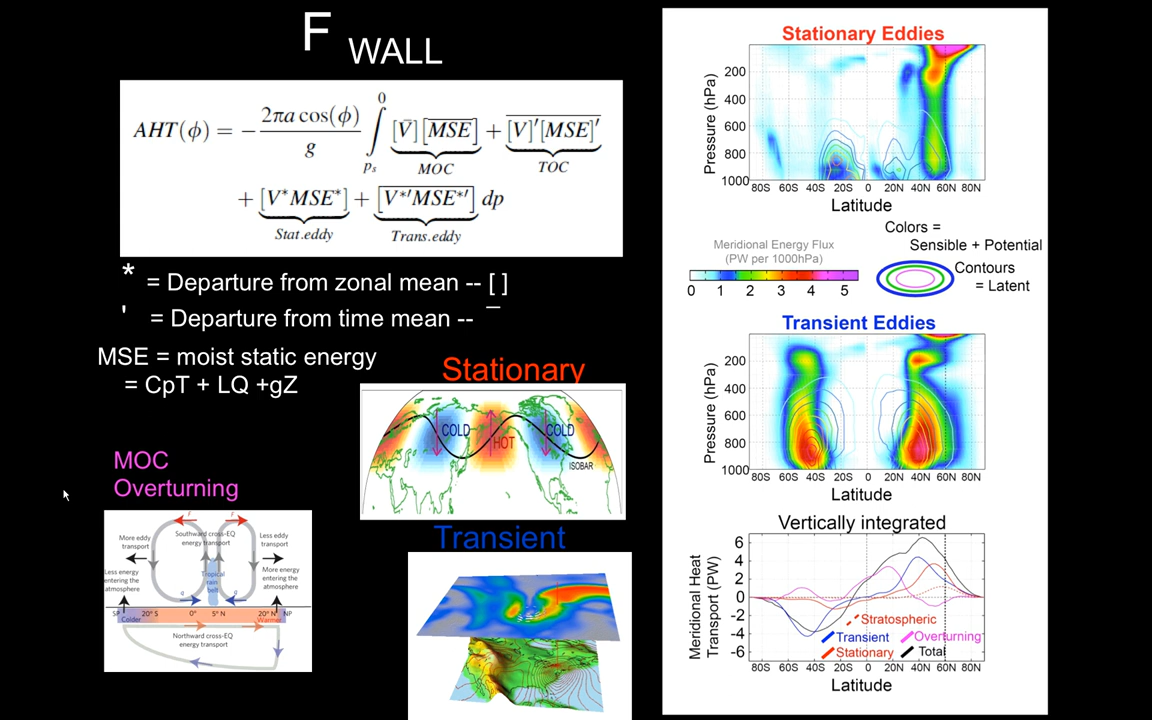 F WALL
AHT(ϕ) = − 2πa cos(ϕ) / g ∫ 0 p_s [V̄] [M̅S̅E̅] + [V]′[MSE]′
MOC TOC
+ [V*MSE*] + [V*′MSE*′] dp
Stat.eddy Trans.eddy
* = Departure from zonal mean -- [ ]
' = Departure from time mean -- ¯
MSE = moist static energy
= CpT + LQ +gZ
Stationary
COLD HOT COLD
ISOBAR
MOC
Overturning
F F
Southward cross-EQ
energy transport
More eddy
transport
Less eddy
transport
Less energy
entering the
atmosphere
More energy
entering the
atmosphere
Tropical
rain
belt
SP 20° S 0° 5° N 20° N NP
Colder Warmer
Northward cross-EQ
energy transport
Transient
Stationary Eddies
Pressure (hPa)
200
400
600
800
1000
80S 60S 40S 20S 0 20N 40N 60N 80N
Latitude
Colors =
Sensible + Potential
Meridional Energy Flux
(PW per 1000hPa)
0 1 2 3 4 5
Contours
= Latent
Transient Eddies
Pressure (hPa)
200
400
600
800
1000
80S 60S 40S 20S 0 20N 40N 60N 80N
Latitude
Vertically integrated
Meridional Heat
Transport (PW)
6
4
2
0
-2
-4
-6
Stratospheric
Transient Overturning
Stationary Total
80S 60S 40S 20S 0 20N 40N 60N 80N
Latitude